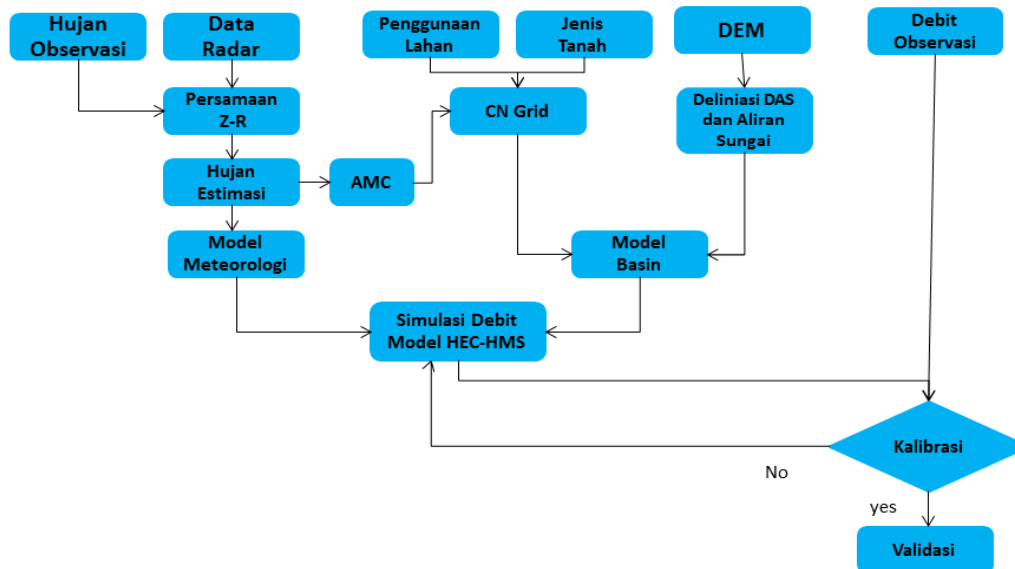 Hujan
Observasi
Data
Radar
Penggunaan
Lahan
Jenis
Tanah
DEM
Debit
Observasi
Persamaan
Z-R
CN Grid
Deliniasi DAS
dan Aliran
Sungai
Hujan
Estimasi
AMC
Model
Meteorologi
Model
Basin
Simulasi Debit
Model HEC-HMS
Kalibrasi
No
yes
Validasi